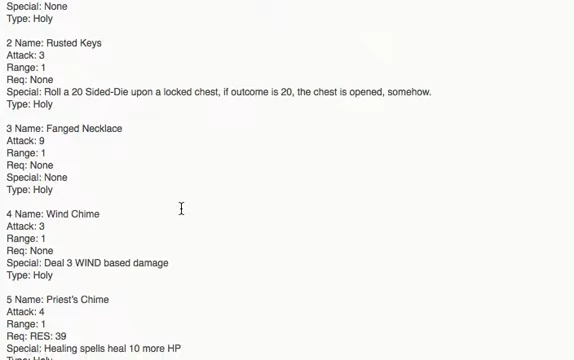 Special: None
Type: Holy
2 Name: Rusted Keys
Attack: 3
Range: 1
Req: None
Special: Roll a 20 Sided-Die upon a locked chest, if outcome is 20, the chest is opened, somehow.
Type: Holy
3 Name: Fanged Necklace
Attack: 9
Range: 1
Req: None
Special: None
Type: Holy
4 Name: Wind Chime
Attack: 3
Range: 1
Req: None
Special: Deal 3 WIND based damage
Type: Holy
5 Name: Priest's Chime
Attack: 4
Range: 1
Req: RES: 39
Special: Healing spells heal 10 more HP
Type: Holy